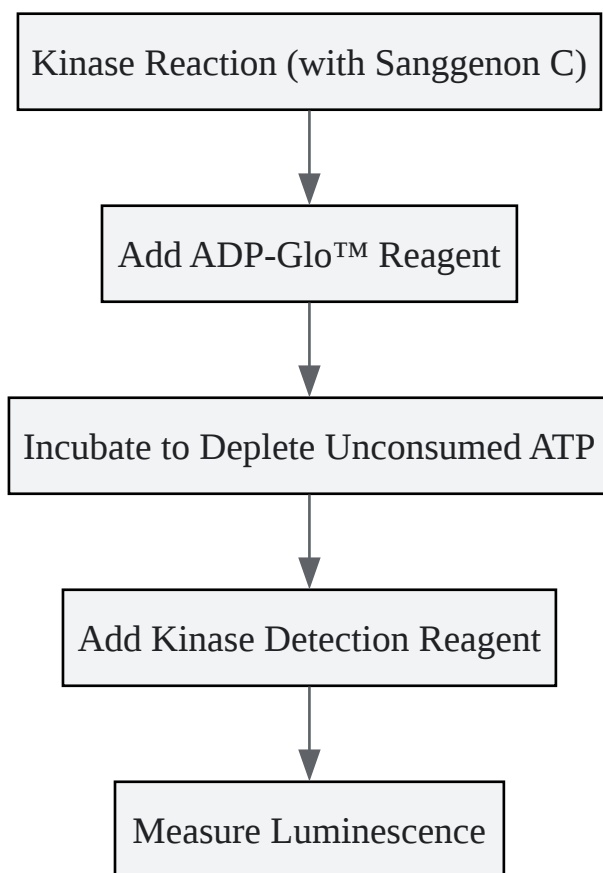 Kinase Reaction (with Sanggenon C)
Add ADP-Glo™ Reagent
Incubate to Deplete Unconsumed ATP
Add Kinase Detection Reagent
Measure Luminescence